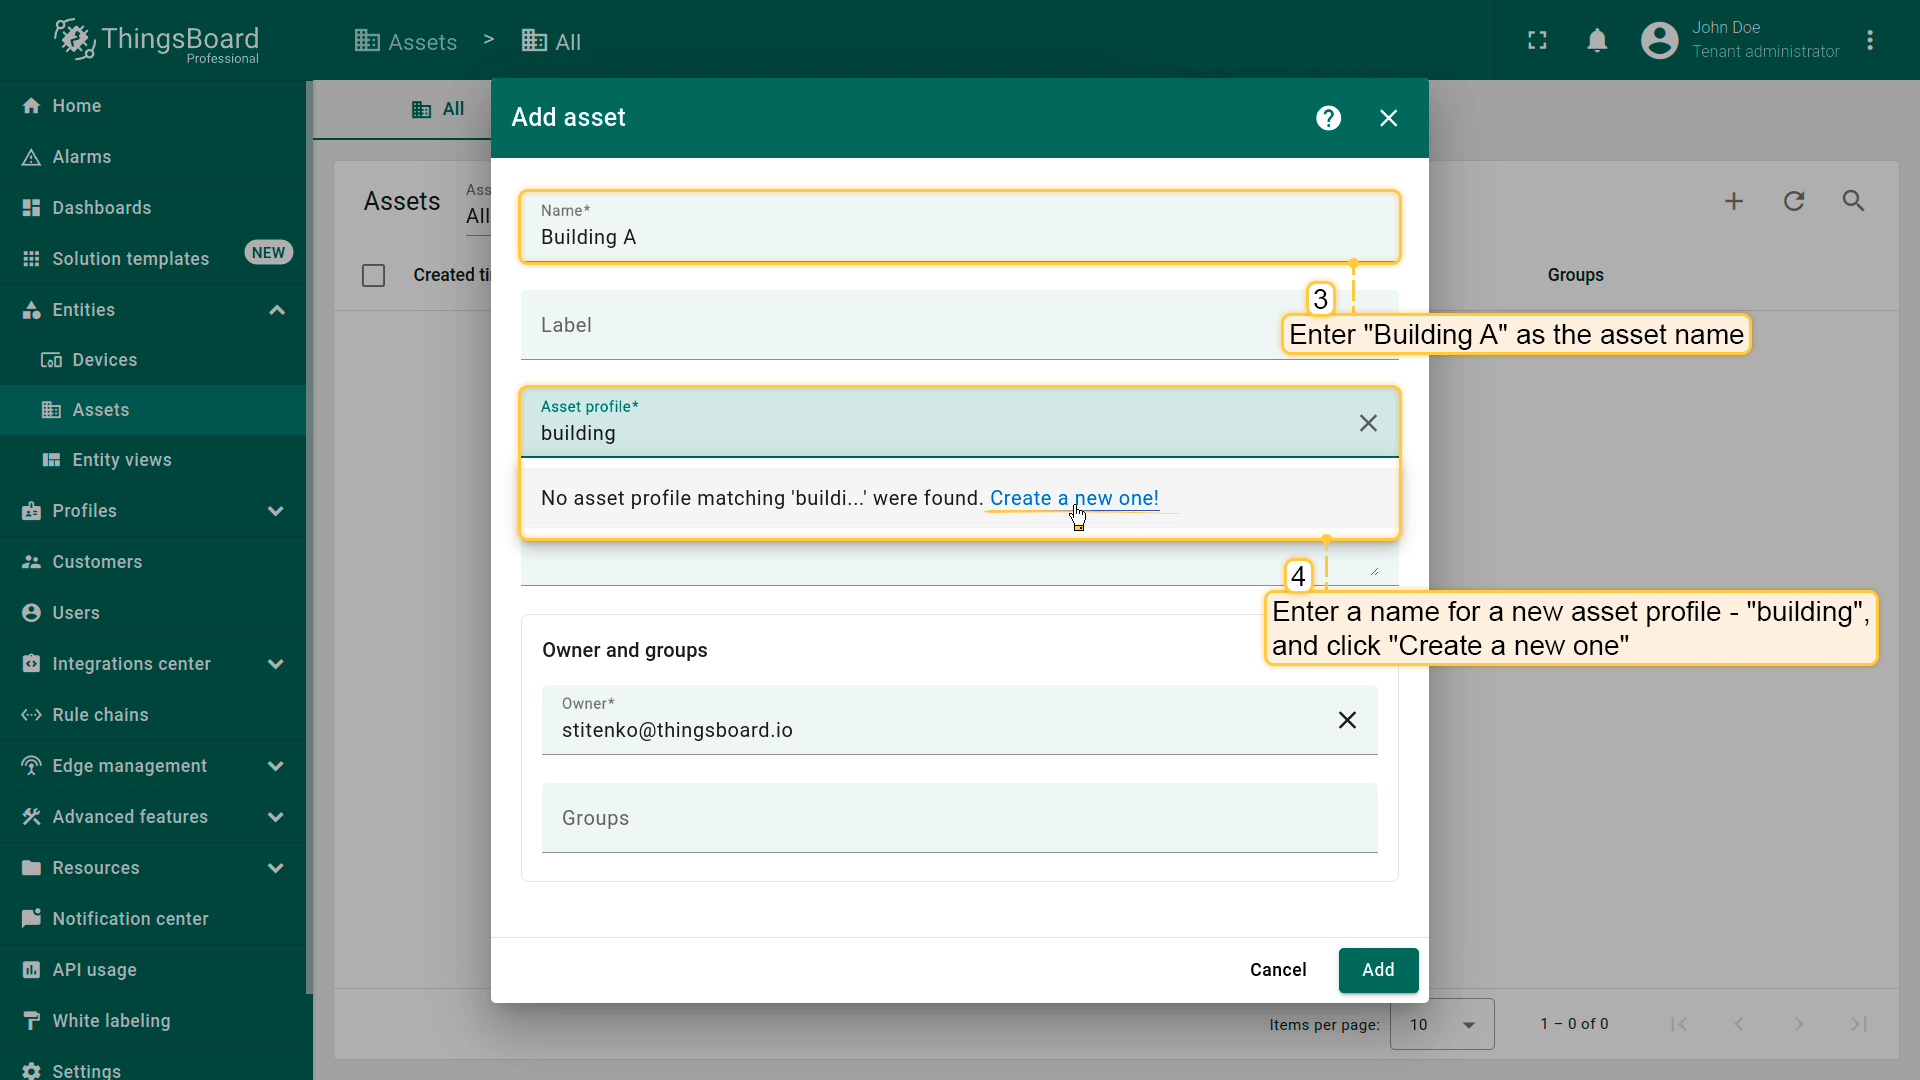 ThingsBoard
Professional
Assets > All
John Doe
Tenant administrator
Home
Alarms
Dashboards
Solution templates NEW
Entities
Devices
Assets
Entity views
Profiles
Customers
Users
Integrations center
Rule chains
Edge management
Advanced features
Resources
Notification center
API usage
White labeling
Settings
All
Assets
Ass
All
Created ti
Groups
Add asset
Name*
Building A
3
Enter "Building A" as the asset name
Label
Asset profile*
building
No asset profile matching 'buildi...' were found. Create a new one!
4
Enter a name for a new asset profile - "building",
and click "Create a new one"
Owner and groups
Owner*
stitenko@thingsboard.io
Groups
Cancel
Add
Items per page: 10 1 – 0 of 0